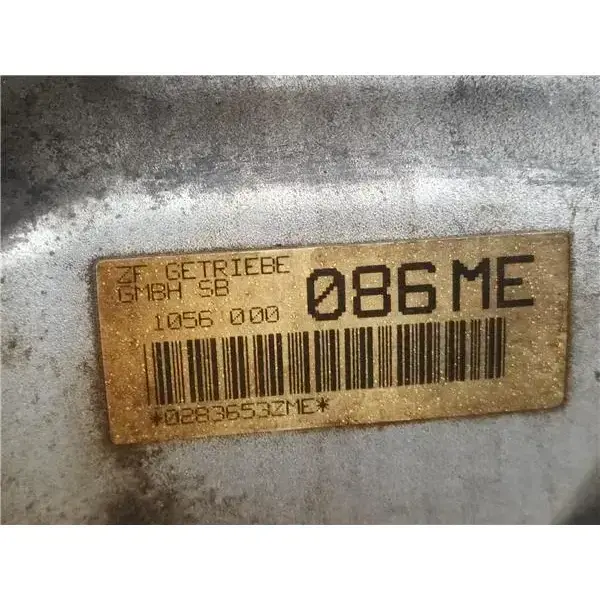 ZF GETRIEBE
GMBH SB
086 ME
1056 000
*0283653ZME*